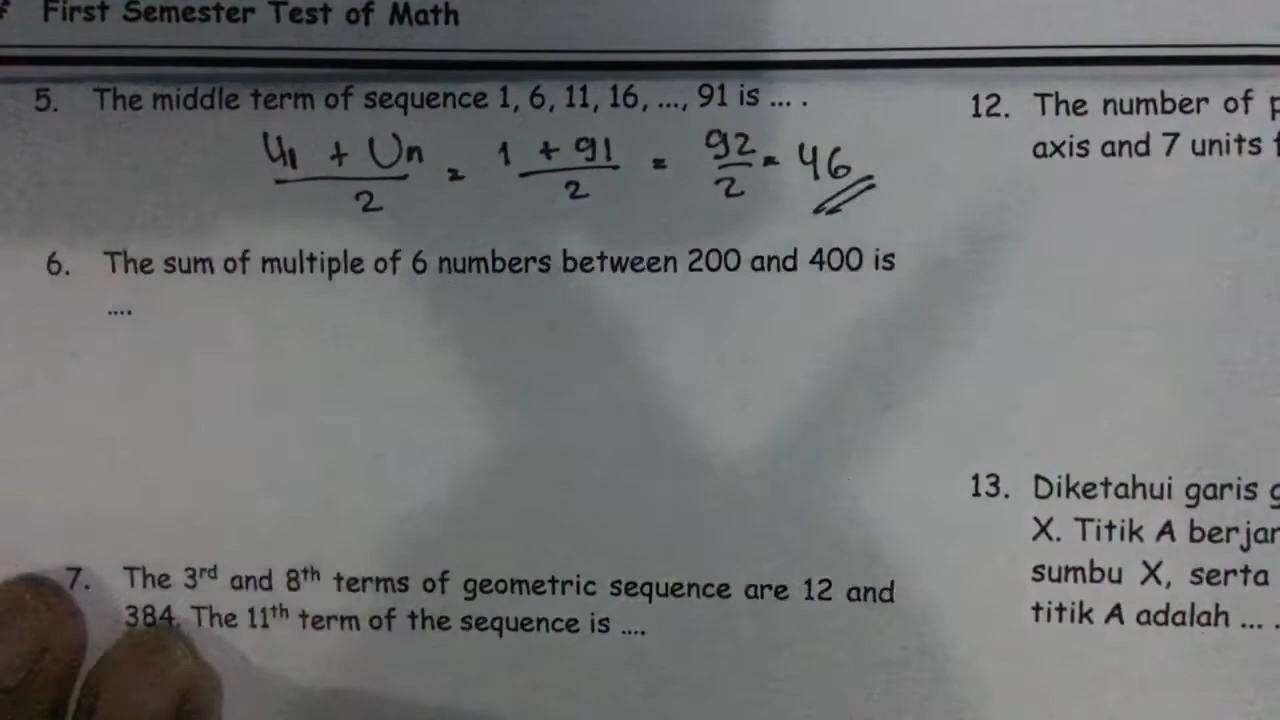 First Semester Test of Math
5. The middle term of sequence 1, 6, 11, 16, ..., 91 is ... .
U1 + Un / 2 = 1 + 91 / 2 = 92 / 2 = 46
6. The sum of multiple of 6 numbers between 200 and 400 is
....
7. The 3rd and 8th terms of geometric sequence are 12 and
384. The 11th term of the sequence is ....
12. The number of
axis and 7 units
13. Diketahui garis
X. Titik A
sumbu X, serta
titik A adalah ... .